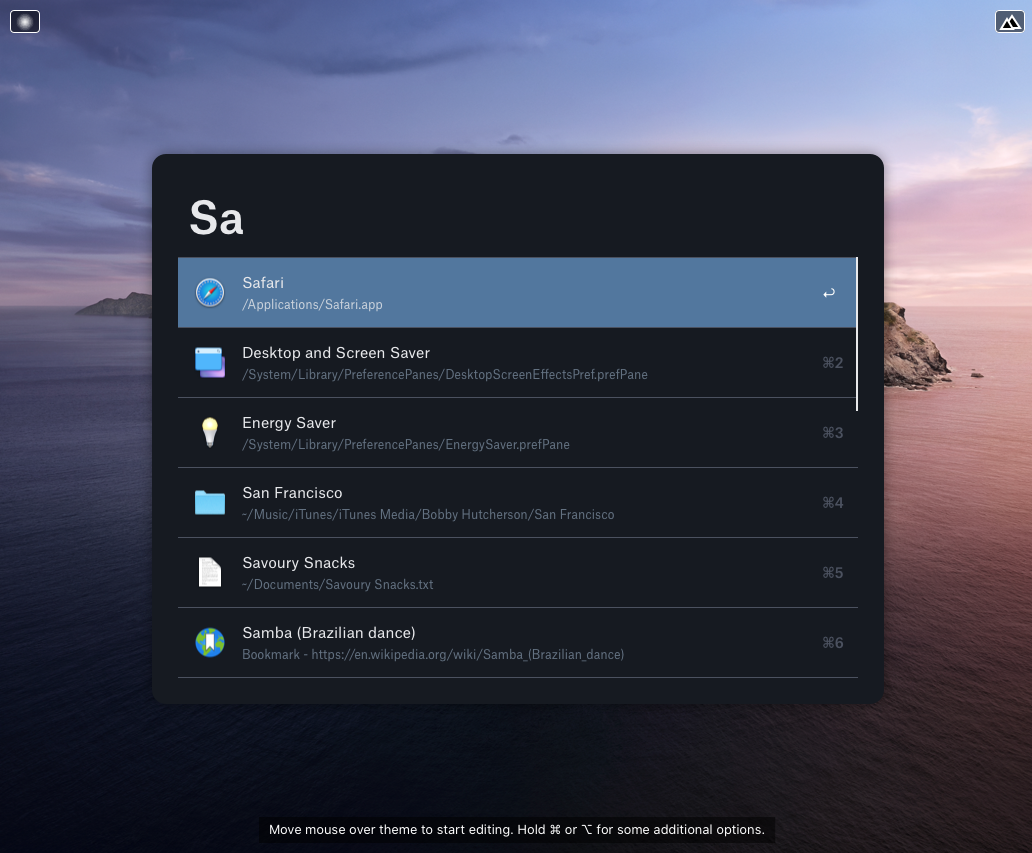 Sa
Safari
/Applications/Safari.app
↩
Desktop and Screen Saver
/System/Library/PreferencePanes/DesktopScreenEffectsPref.prefPane
⌘2
Energy Saver
/System/Library/PreferencePanes/EnergySaver.prefPane
⌘3
San Francisco
~/Music/iTunes/iTunes Media/Bobby Hutcherson/San Francisco
⌘4
Savoury Snacks
~/Documents/Savoury Snacks.txt
⌘5
Samba (Brazilian dance)
Bookmark - https://en.wikipedia.org/wiki/Samba_(Brazilian_dance)
⌘6
Move mouse over theme to start editing. Hold ⌘ or ⌥ for some additional options.